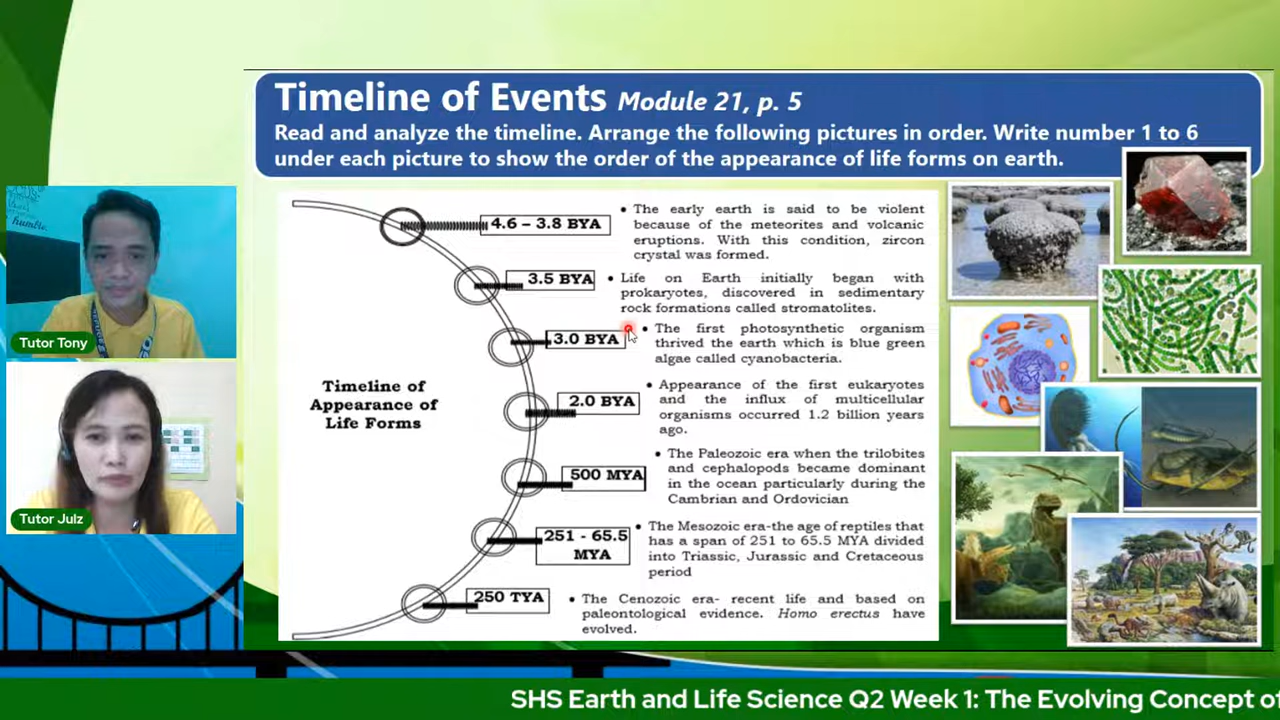 Timeline of Events Module 21, p. 5
Read and analyze the timeline. Arrange the following pictures in order. Write number 1 to 6
under each picture to show the order of the appearance of life forms on earth.
humble.
Tutor Tony
Tutor Julz
Timeline of
Appearance of
Life Forms
4.6 – 3.8 BYA
• The early earth is said to be violent
because of the meteorites and volcanic
eruptions. With this condition, zircon
crystal was formed.
3.5 BYA
• Life on Earth initially began with
prokaryotes, discovered in sedimentary
rock formations called stromatolites.
3.0 BYA
• The first photosynthetic organism
thrived the earth which is blue green
algae called cyanobacteria.
2.0 BYA
• Appearance of the first eukaryotes
and the influx of multicellular
organisms occurred 1.2 billion years
ago.
500 MYA
• The Paleozoic era when the trilobites
and cephalopods became dominant
in the ocean particularly during the
Cambrian and Ordovician
251 - 65.5
MYA
• The Mesozoic era-the age of reptiles that
has a span of 251 to 65.5 MYA divided
into Triassic, Jurassic and Cretaceous
period
250 TYA
• The Cenozoic era- recent life and based on
paleontological evidence. Homo erectus have
evolved.
SHS Earth and Life Science Q2 Week 1: The Evolving Concept of